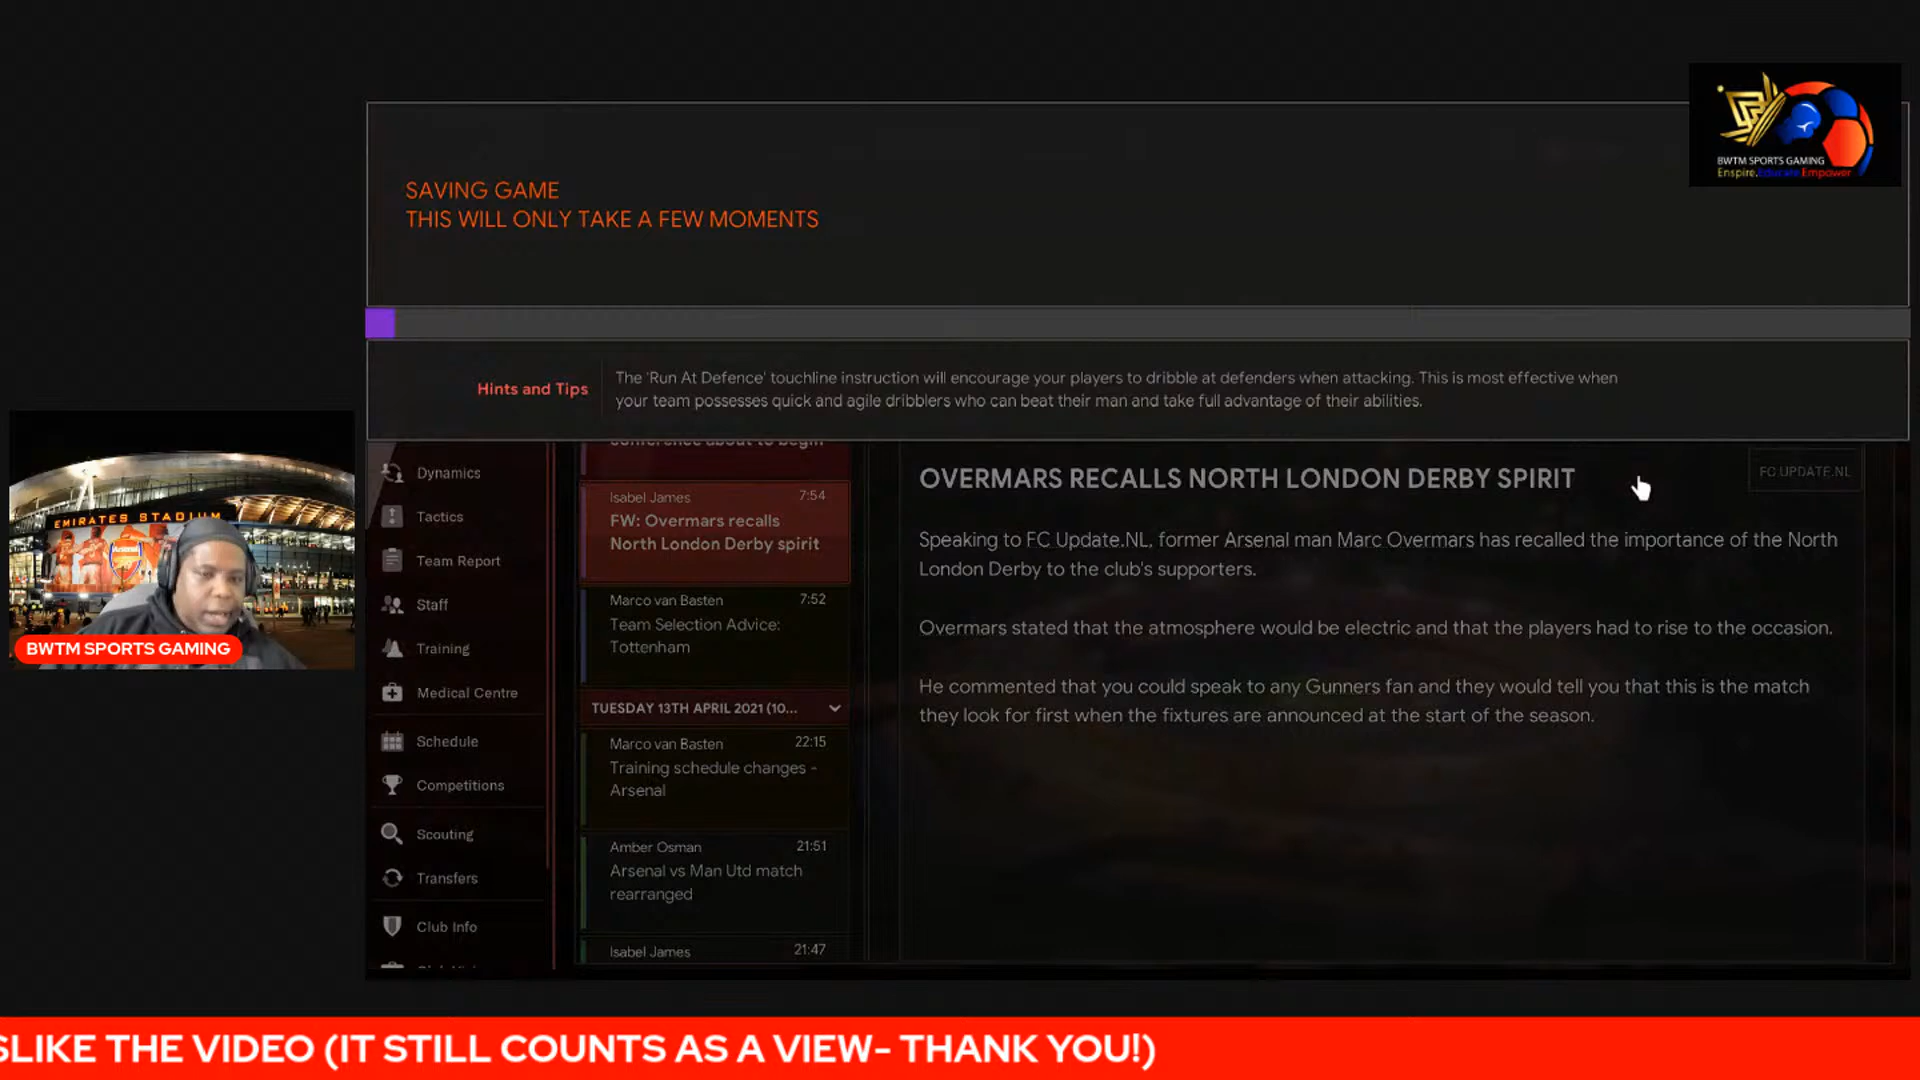 BWTM SPORTS GAMING
Enspire.Educate.Empower
SAVING GAME
THIS WILL ONLY TAKE A FEW MOMENTS
Hints and Tips
The 'Run At Defence' touchline instruction will encourage your players to dribble at defenders when attacking. This is most effective when
your team possesses quick and agile dribblers who can beat their man and take full advantage of their abilities.
EMIRATES STADIUM
Arsenal
BWTM SPORTS GAMING
Dynamics
Tactics
Team Report
Staff
Training
Medical Centre
Schedule
Competitions
Scouting
Transfers
Club Info
conference about to begin
Isabel James 7:54
FW: Overmars recalls
North London Derby spirit
Marco van Basten 7:52
Team Selection Advice:
Tottenham
TUESDAY 13TH APRIL 2021 (10...
Marco van Basten 22:15
Training schedule changes -
Arsenal
Amber Osman 21:51
Arsenal vs Man Utd match
rearranged
Isabel James 21:47
OVERMARS RECALLS NORTH LONDON DERBY SPIRIT
FC UPDATE.NL
Speaking to FC Update.NL, former Arsenal man Marc Overmars has recalled the importance of the North
London Derby to the club's supporters.
Overmars stated that the atmosphere would be electric and that the players had to rise to the occasion.
He commented that you could speak to any Gunners fan and they would tell you that this is the match
they look for first when the fixtures are announced at the start of the season.
SLIKE THE VIDEO (IT STILL COUNTS AS A VIEW- THANK YOU!)